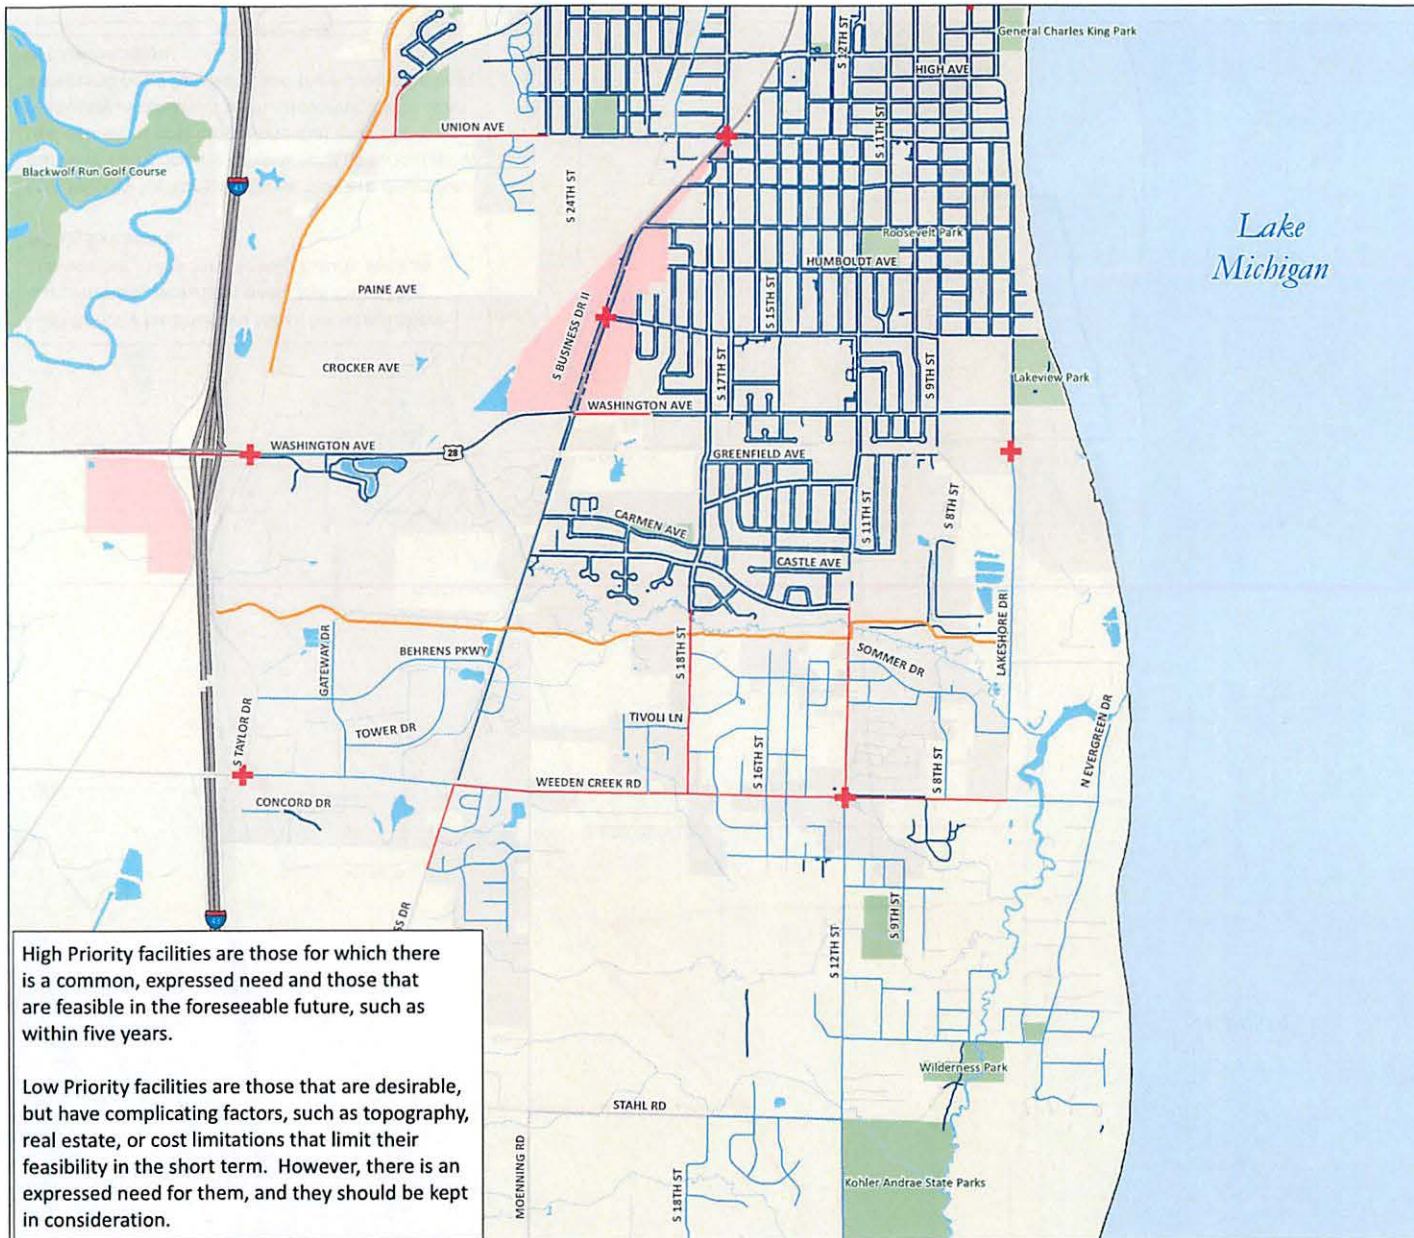 General Charles King Park
S 12TH ST
HIGH AVE
UNION AVE
S 11TH ST
Blackwolf Run Golf Course
43
S 24TH ST
Lake
Michigan
Roosevelt Park
HUMBOLDT AVE
PAINE AVE
S 15TH ST
S BUSINESS DR II
CROCKER AVE
S 17TH ST
S 9TH ST
Lakeview Park
WASHINGTON AVE
WASHINGTON AVE
28
GREENFIELD AVE
S 11TH ST
S 8TH ST
CARMEN AVE
CASTLE AVE
GATEWAY DR
BEHRENS PKWY
S 18TH ST
SOMMER DR
LAKESHORE DR
S TAYLOR DR
TOWER DR
TIVOLI LN
S 16TH ST
S 8TH ST
N EVERGREEN DR
WEEDEN CREEK RD
CONCORD DR
43
SS DR
S 9TH ST
S 12TH ST
High Priority facilities are those for which there
is a common, expressed need and those that
are feasible in the foreseeable future, such as
within five years.
Low Priority facilities are those that are desirable,
but have complicating factors, such as topography,
real estate, or cost limitations that limit their
feasibility in the short term. However, there is an
expressed need for them, and they should be kept
in consideration.
Wilderness Park
STAHL RD
MOENNING RD
S 18TH ST
Kohler Andrae State Parks